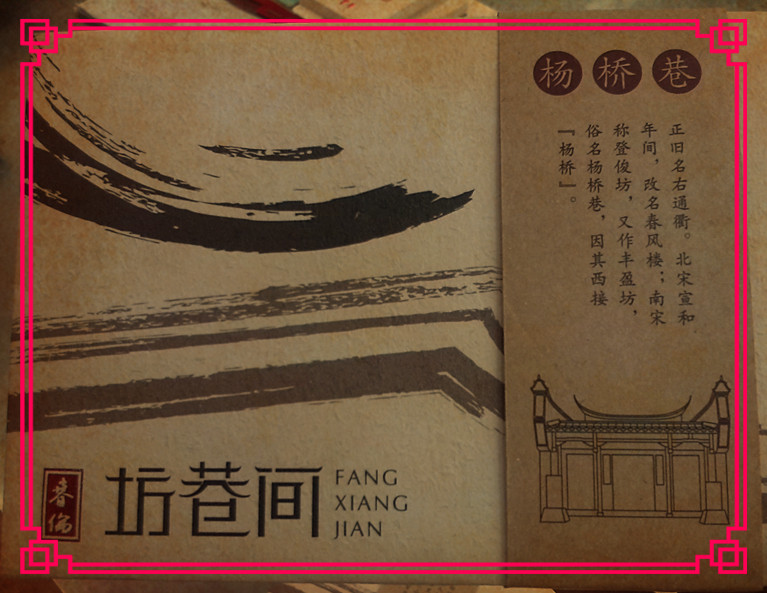 杨桥巷
正旧名右通衢。北宋宣和
年间，改名春风楼；南宋
称登俊坊，又作丰盈坊，
俗名杨桥巷，因其西接
『杨桥』。
春伦
坊巷间
FANG
XIANG
JIAN